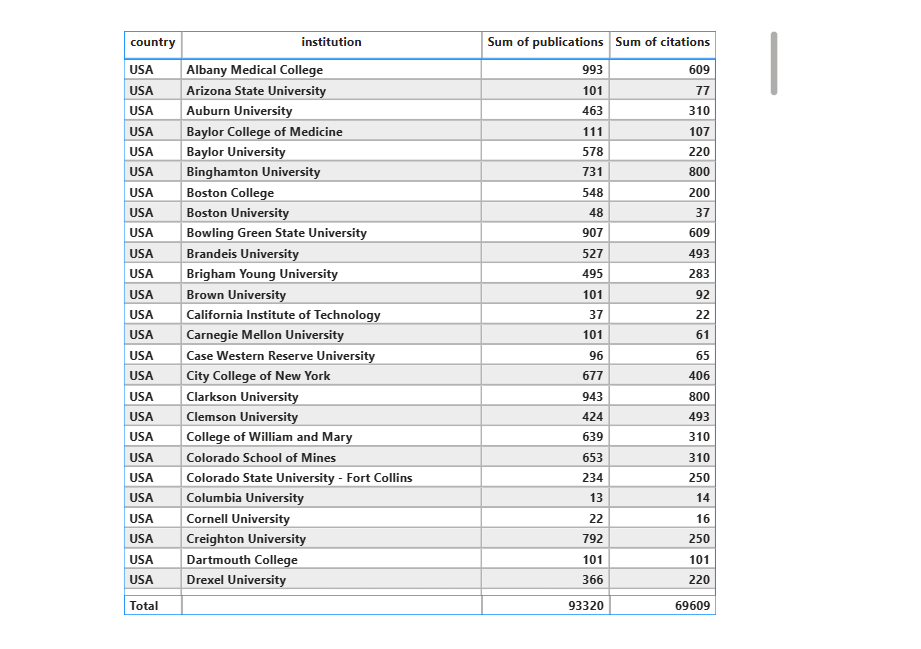 country institution Sum of publications Sum of citations
USA Albany Medical College 993 609
USA Arizona State University 101 77
USA Auburn University 463 310
USA Baylor College of Medicine 111 107
USA Baylor University 578 220
USA Binghamton University 731 800
USA Boston College 548 200
USA Boston University 48 37
USA Bowling Green State University 907 609
USA Brandeis University 527 493
USA Brigham Young University 495 283
USA Brown University 101 92
USA California Institute of Technology 37 22
USA Carnegie Mellon University 101 61
USA Case Western Reserve University 96 65
USA City College of New York 677 406
USA Clarkson University 943 800
USA Clemson University 424 493
USA College of William and Mary 639 310
USA Colorado School of Mines 653 310
USA Colorado State University - Fort Collins 234 250
USA Columbia University 13 14
USA Cornell University 22 16
USA Creighton University 792 250
USA Dartmouth College 101 101
USA Drexel University 366 220
Total 93320 69609